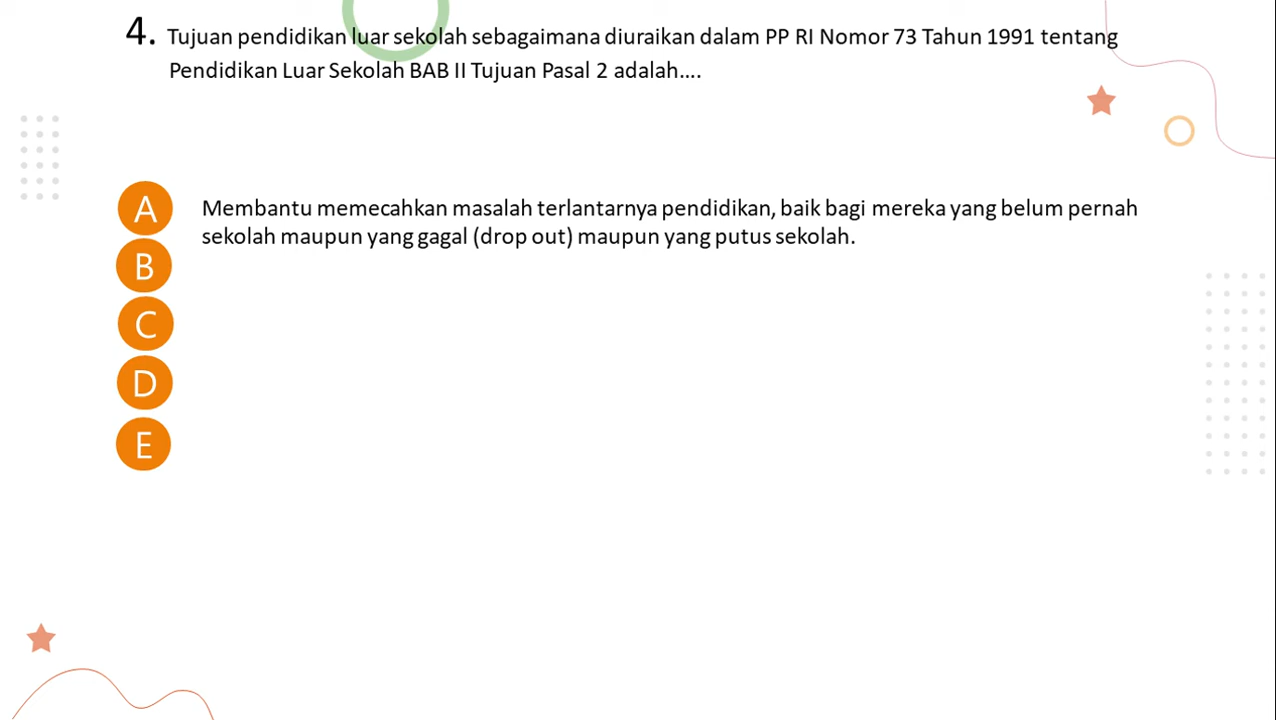 4. Tujuan pendidikan luar sekolah sebagaimana diuraikan dalam PP RI Nomor 73 Tahun 1991 tentang
Pendidikan Luar Sekolah BAB II Tujuan Pasal 2 adalah....
A Membantu memecahkan masalah terlantarnya pendidikan, baik bagi mereka yang belum pernah
sekolah maupun yang gagal (drop out) maupun yang putus sekolah.
B
C
D
E